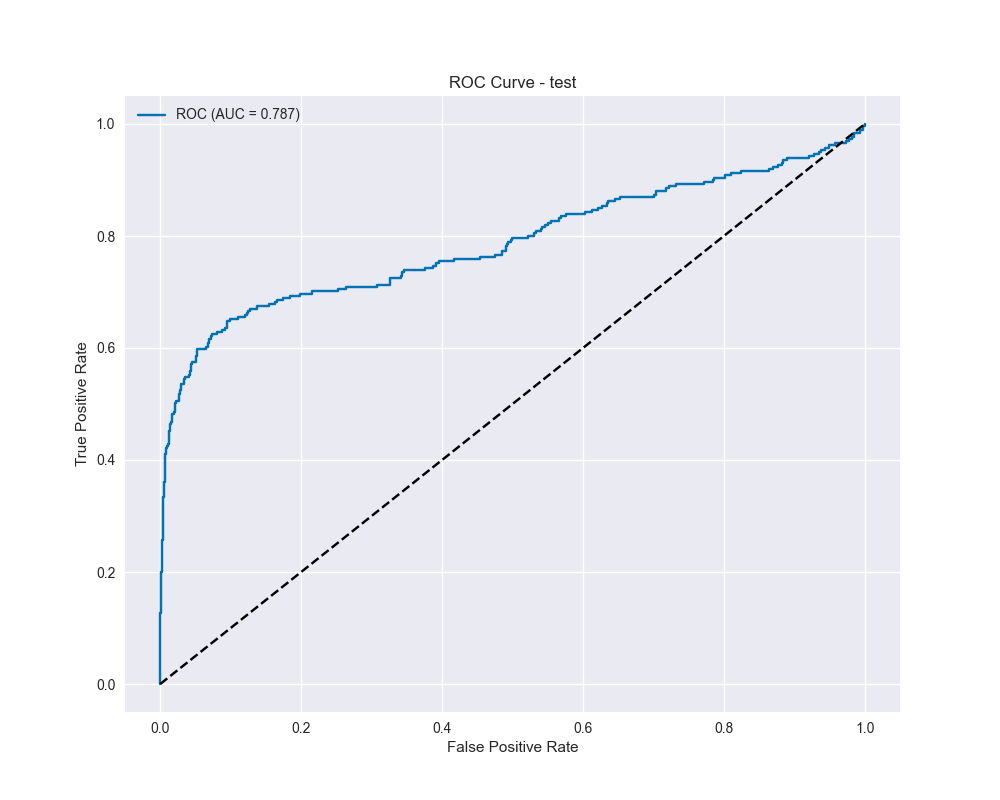 ROC Curve - test
ROC (AUC = 0.787)
1.0
0.8
0.6
0.4
0.2
0.0
True Positive Rate
0.0 0.2 0.4 0.6 0.8 1.0
False Positive Rate